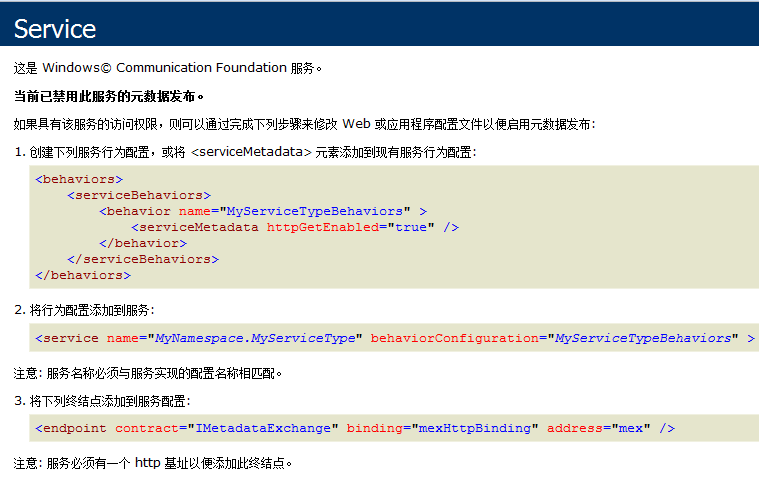 Service
这是 Windows© Communication Foundation 服务。
当前已禁用此服务的元数据发布。
如果具有该服务的访问权限，则可以通过完成下列步骤来修改 Web 或应用程序配置文件以便启用元数据发布:
1. 创建下列服务行为配置，或将 <serviceMetadata> 元素添加到现有服务行为配置:
<behaviors>
<serviceBehaviors>
<behavior name="MyServiceTypeBehaviors" >
<serviceMetadata httpGetEnabled="true" />
</behavior>
</serviceBehaviors>
</behaviors>
2. 将行为配置添加到服务:
<service name="MyNamespace.MyServiceType" behaviorConfiguration="MyServiceTypeBehaviors" >
注意: 服务名称必须与服务实现的配置名称相匹配。
3. 将下列终结点添加到服务配置:
<endpoint contract="IMetadataExchange" binding="mexHttpBinding" address="mex" />
注意: 服务必须有一个 http 基址以便添加此终结点。